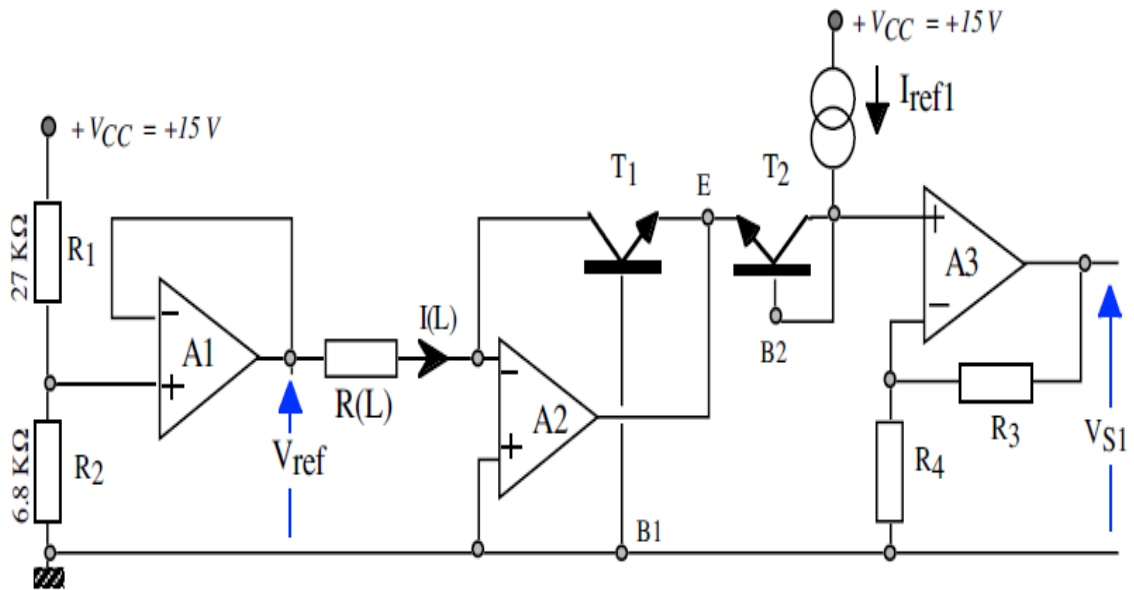 + VCC = +15 V
Iref1
+ VCC = +15 V
T1
E
T2
27 KΩ
R1
+
A3
−
−
A1
+
I(L)
B2
R(L)
−
A2
+
R3
VS1
6.8 KΩ
R2
Vref
R4
B1